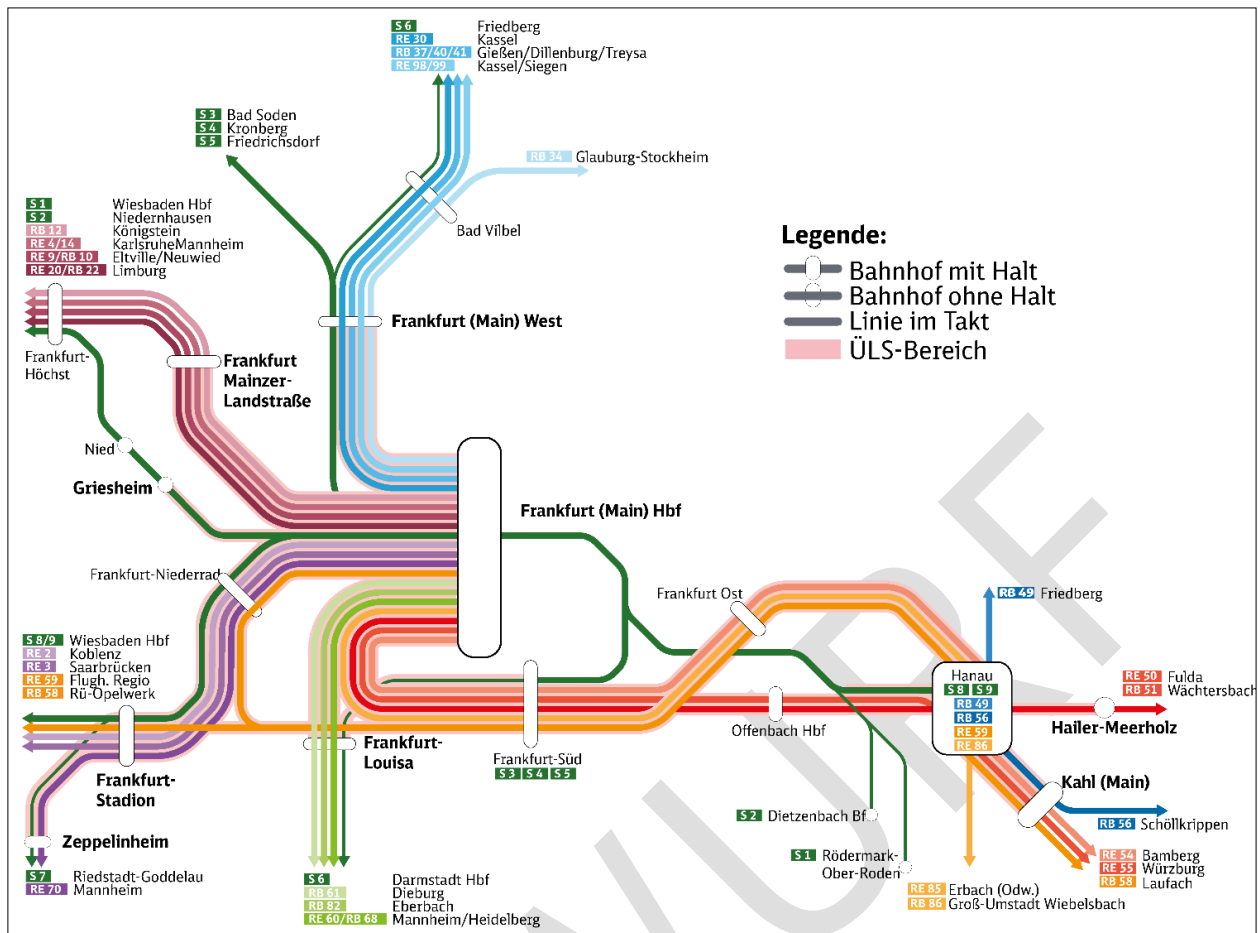 S 6 Friedberg
RE 30 Kassel
RB 37/40/41 Gießen/Dillenburg/Treysa
RE 98/99 Kassel/Siegen
S 3 Bad Soden
S 4 Kronberg
S 5 Friedrichsdorf
RB 34 Glauburg-Stockheim
S 1 Wiesbaden Hbf
S 2 Niedernhausen
RB 12 Königstein
RE 4/14 KarlsruheMannheim
RE 9/RB 10 Eltville/Neuwied
RE 20/RB 22 Limburg
Bad Vilbel
Legende:
Bahnhof mit Halt
Bahnhof ohne Halt
Linie im Takt
ÜLS-Bereich
Frankfurt (Main) West
Frankfurt-
Höchst
Frankfurt
Mainzer-
Landstraße
Nied
Griesheim
Frankfurt (Main) Hbf
Frankfurt-Niederrad
Frankfurt Ost
RB 49 Friedberg
S 8/9 Wiesbaden Hbf
RE 2 Koblenz
RE 3 Saarbrücken
RE 59 Flugh. Regio
RB 58 Rü-Opelwerk
Hanau
S 8 S 9
RB 49
RB 56
RE 59
RE 86
RE 50 Fulda
RB 51 Wächtersbach
Hailer-Meerholz
Offenbach Hbf
Frankfurt-
Louisa
Frankfurt-Süd
S 3 S 4 S 5
Frankfurt-
Stadion
Kahl (Main)
RB 56 Schöllkrippen
S 2 Dietzenbach Bf
Zeppelinheim
S 1 Rödermark-
Ober-Roden
S 7 Riedstadt-Goddelau
RE 70 Mannheim
S 6 Darmstadt Hbf
RB 61 Dieburg
RB 82 Eberbach
RE 60/RB 68 Mannheim/Heidelberg
RE 54 Bamberg
RE 55 Würzburg
RB 58 Laufach
RE 85 Erbach (Odw.)
RB 86 Groß-Umstadt Wiebelsbach